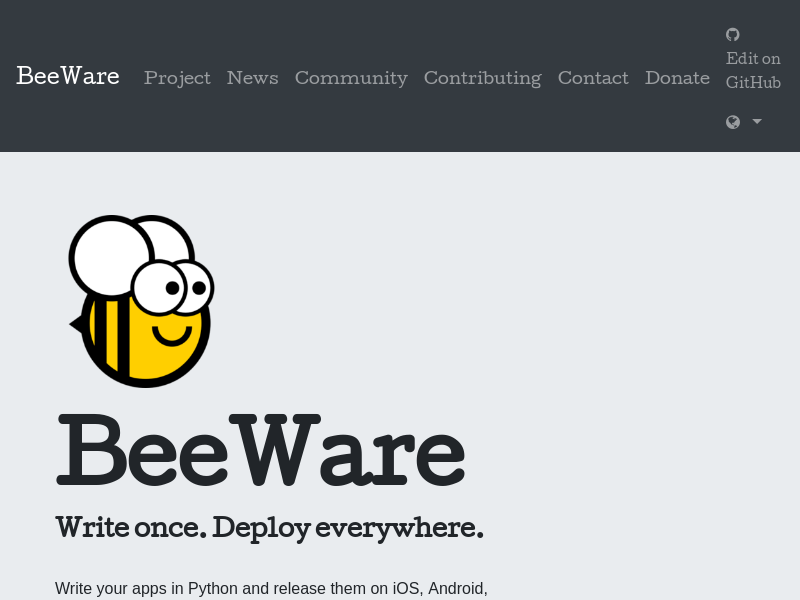 BeeWare
Project
News
Community
Contributing
Contact
Donate
Edit on
GitHub
BeeWare
Write once. Deploy everywhere.
Write your apps in Python and release them on iOS, Android,